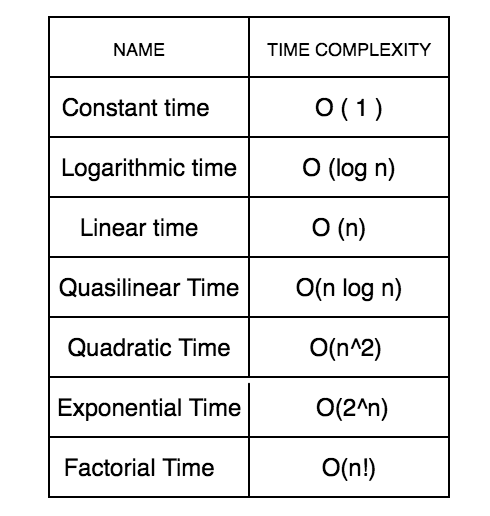 NAME TIME COMPLEXITY
Constant time O ( 1 )
Logarithmic time O (log n)
Linear time O (n)
Quasilinear Time O(n log n)
Quadratic Time O(n^2)
Exponential Time O(2^n)
Factorial Time O(n!)